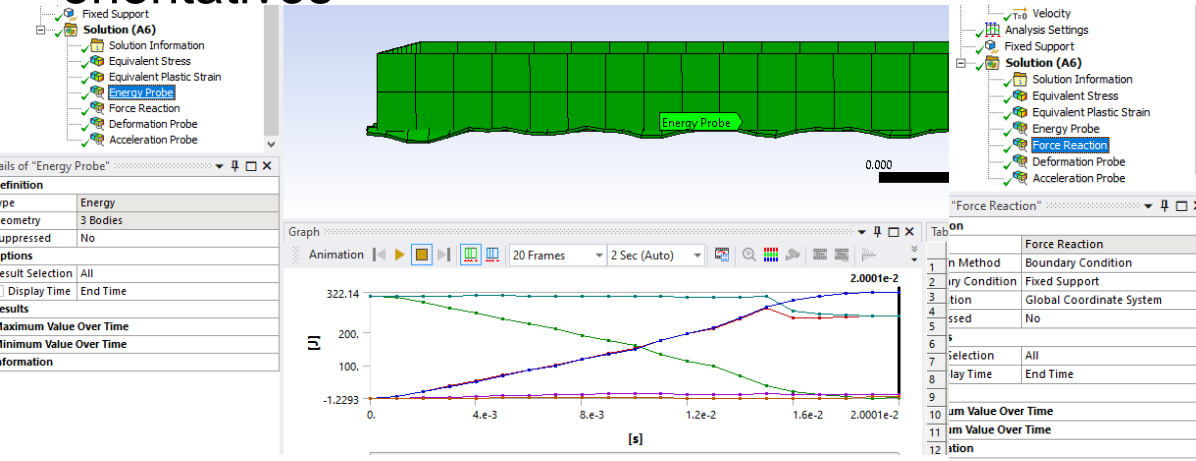 orientatives
Fixed Support
Solution (A6)
Solution Information
Equivalent Stress
Equivalent Plastic Strain
Energy Probe
Force Reaction
Deformation Probe
Acceleration Probe
ails of "Energy Probe"
efinition
ype Energy
eometry 3 Bodies
uppressed No
ptions
esult Selection All
Display Time End Time
esults
Maximum Value Over Time
Minimum Value Over Time
nformation
Energy Probe
0.000
Graph
Animation 20 Frames 2 Sec (Auto)
2.0001e-2
322.14
200.
100.
-1.2293
[J]
0. 4.e-3 8.e-3 1.2e-2 1.6e-2 2.0001e-2
[s]
Tab
1
2
3
4
5
6
7
8
9
10
11
12
T=0 Velocity
Analysis Settings
Fixed Support
Solution (A6)
Solution Information
Equivalent Stress
Equivalent Plastic Strain
Energy Probe
Force Reaction
Deformation Probe
Acceleration Probe
"Force Reaction"
on
Force Reaction
n Method Boundary Condition
ry Condition Fixed Support
tion Global Coordinate System
ssed No
s
Selection All
lay Time End Time
um Value Over Time
um Value Over Time
ation